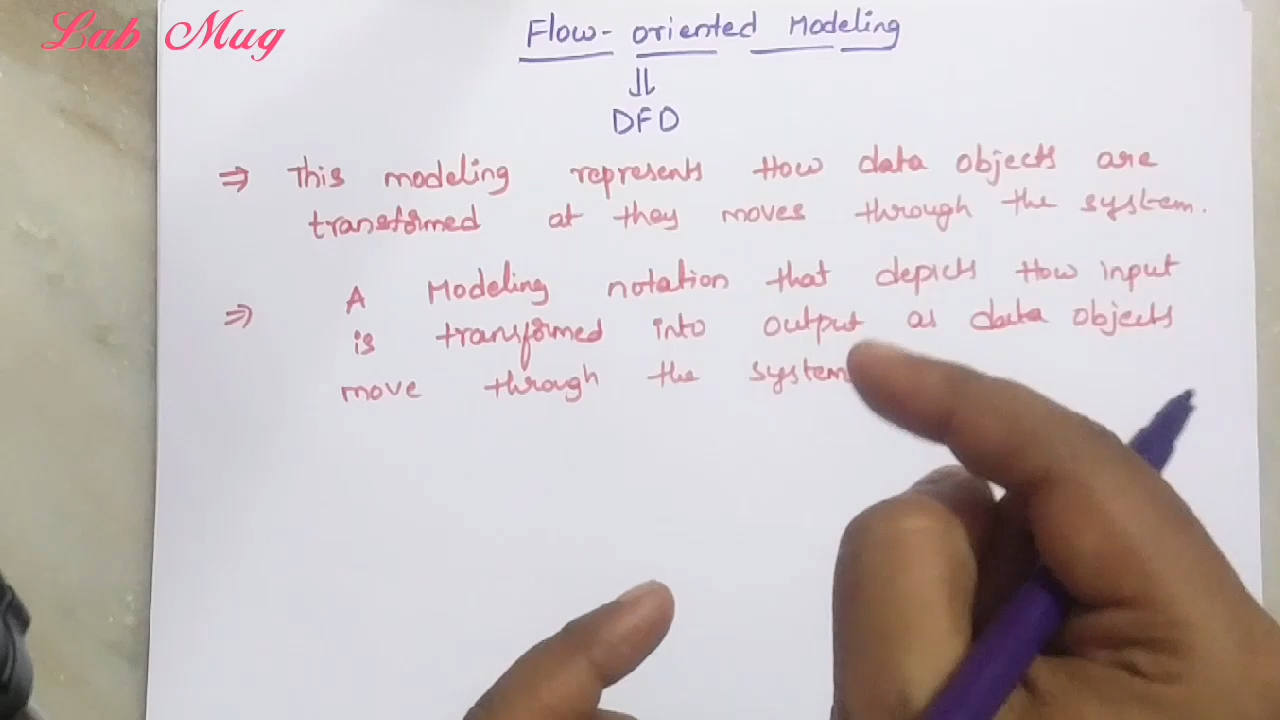 Lab Mug
Flow-oriented Modeling
⇓
DFD
⇒ This modeling represents How data objects are
transformed at they moves through the system.
⇒ A Modeling notation that depicts How input
is transformed into output as data objects
move through the system